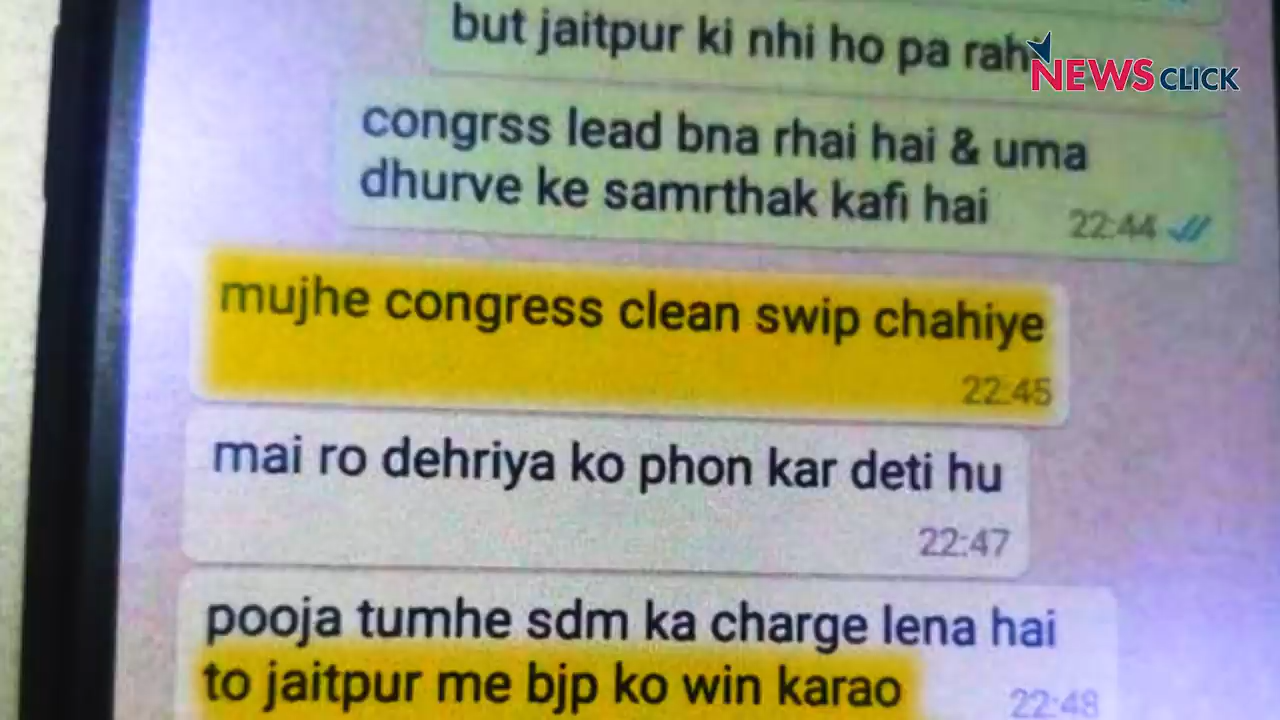 but jaitpur ki nhi ho pa rahi
NEWSCLICK
congrss lead bna rhai hai & uma
dhurve ke samrthak kafi hai
22:44
mujhe congress clean swip chahiye
22:45
mai ro dehriya ko phon kar deti hu
22:47
pooja tumhe sdm ka charge lena hai
to jaitpur me bjp ko win karao
22:48